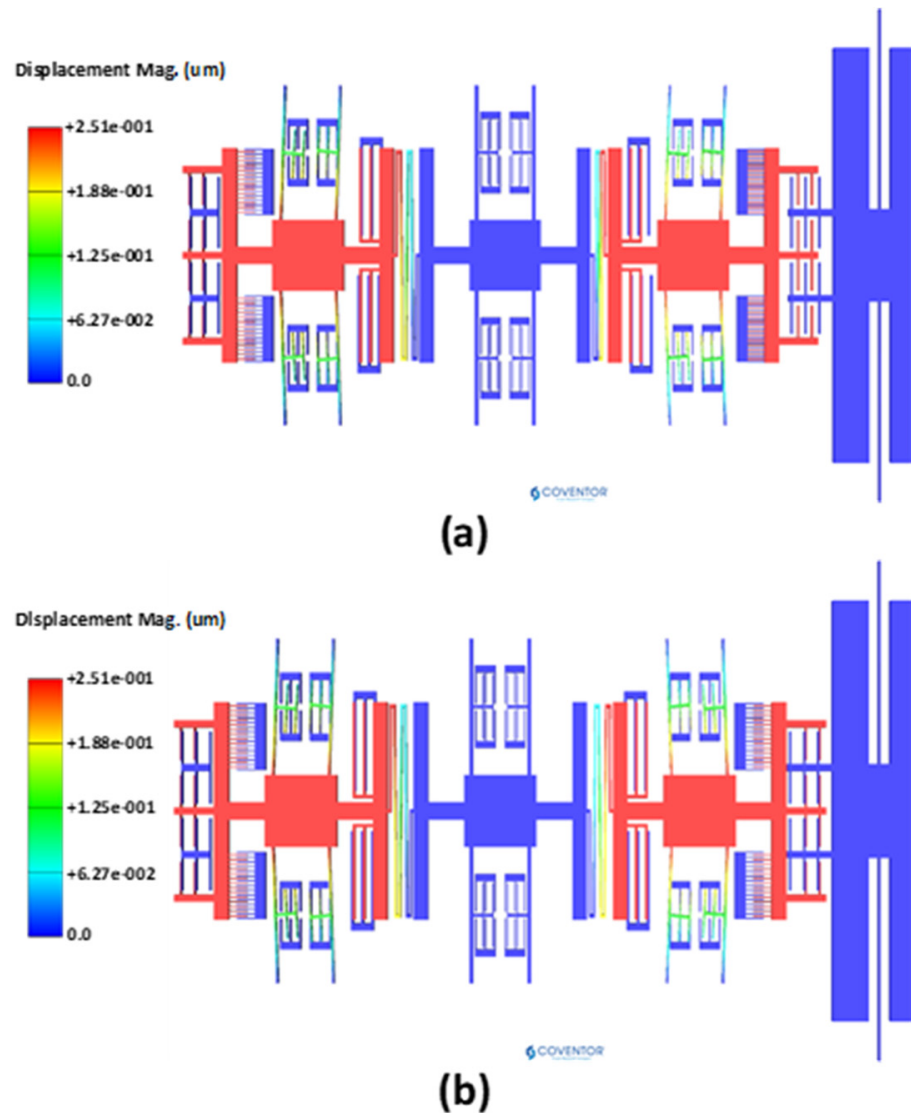 Displacement Mag. (um)
+2.51e-001
+1.88e-001
+1.25e-001
+6.27e-002
0.0
COVENTOR
(a)
Displacement Mag. (um)
+2.51e-001
+1.88e-001
+1.25e-001
+6.27e-002
0.0
COVENTOR
(b)